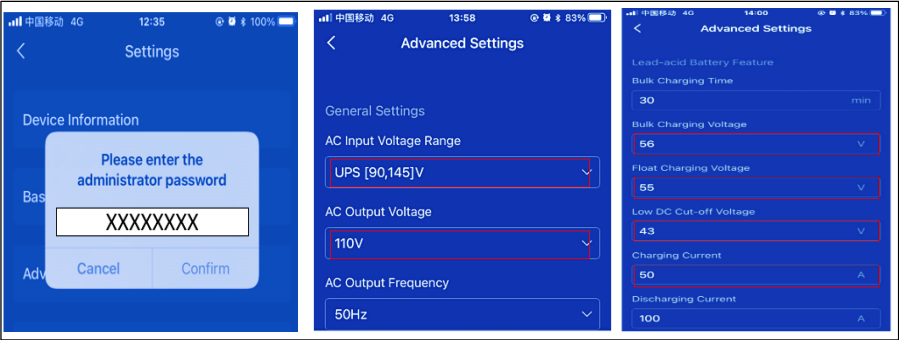 中国移动 4G 12:35 100%
Settings
Device Information
Please enter the
administrator password
Bas
XXXXXXXX
Adv
Cancel Confirm
中国移动 4G 13:58 83%
Advanced Settings
General Settings
AC Input Voltage Range
UPS [90,145]V
AC Output Voltage
110V
AC Output Frequency
50Hz
中国移动 4G 14:00 83%
Advanced Settings
Lead-acid Battery Feature
Bulk Charging Time
30 min
Bulk Charging Voltage
56 V
Float Charging Voltage
55 V
Low DC Cut-off Voltage
43 V
Charging Current
50 A
Discharging Current
100 A